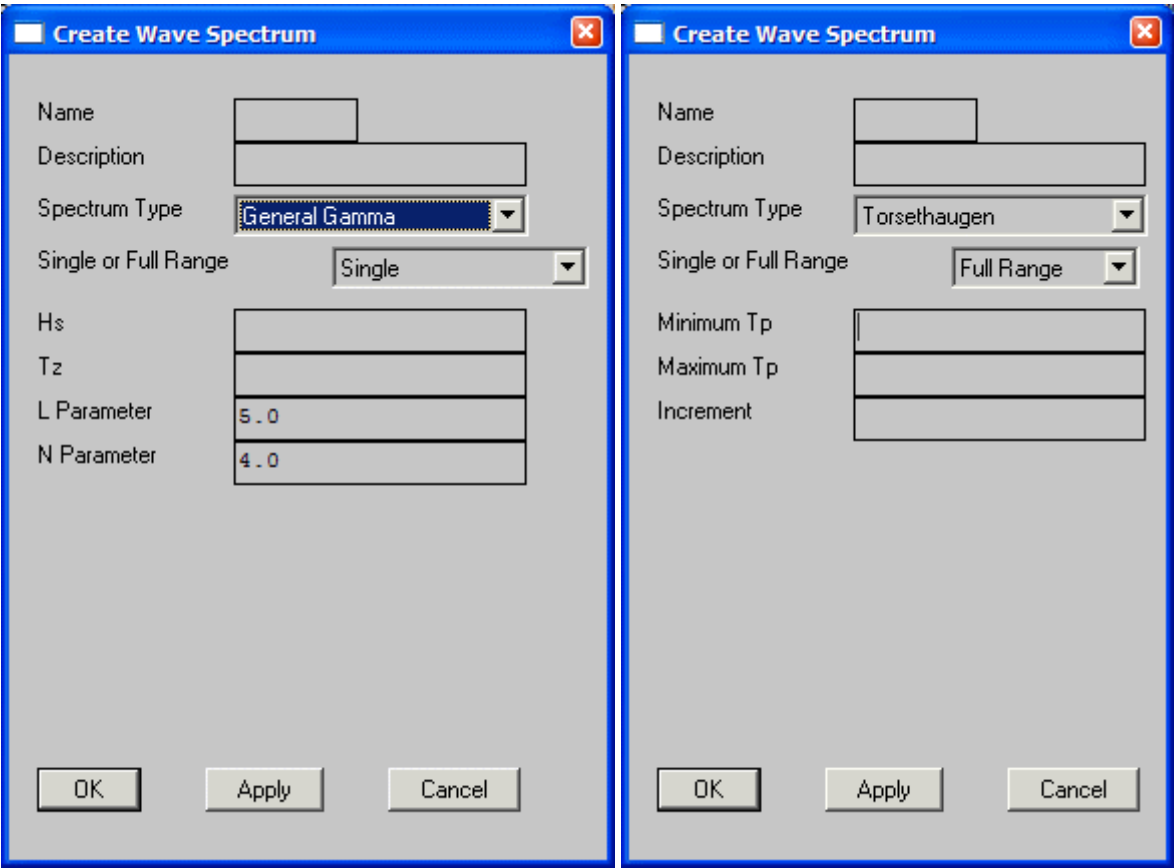 Create Wave Spectrum
Name
Description
Spectrum Type General Gamma
Single or Full Range Single
Hs
Tz
L Parameter 5.0
N Parameter 4.0
OK Apply Cancel
Create Wave Spectrum
Name
Description
Spectrum Type Torsethaugen
Single or Full Range Full Range
Minimum Tp
Maximum Tp
Increment
OK Apply Cancel